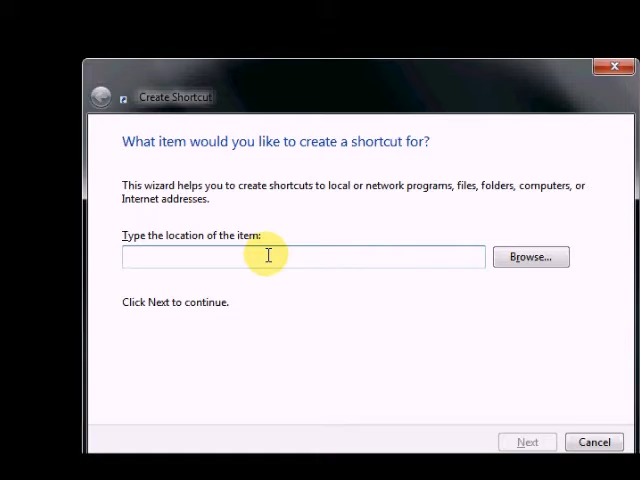 Create Shortcut
What item would you like to create a shortcut for?
This wizard helps you to create shortcuts to local or network programs, files, folders, computers, or
Internet addresses.
Type the location of the item:
Browse...
Click Next to continue.
Next
Cancel